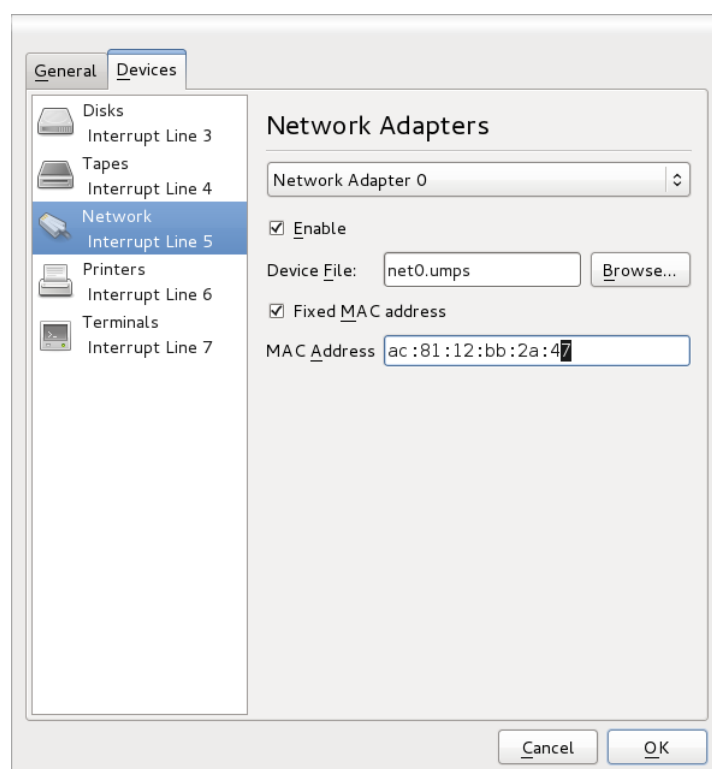 General Devices
Disks
Interrupt Line 3
Tapes
Interrupt Line 4
Network
Interrupt Line 5
Printers
Interrupt Line 6
Terminals
Interrupt Line 7
Network Adapters
Network Adapter 0
Enable
Device File: net0.umps Browse...
Fixed MAC address
MAC Address ac:81:12:bb:2a:47
Cancel OK